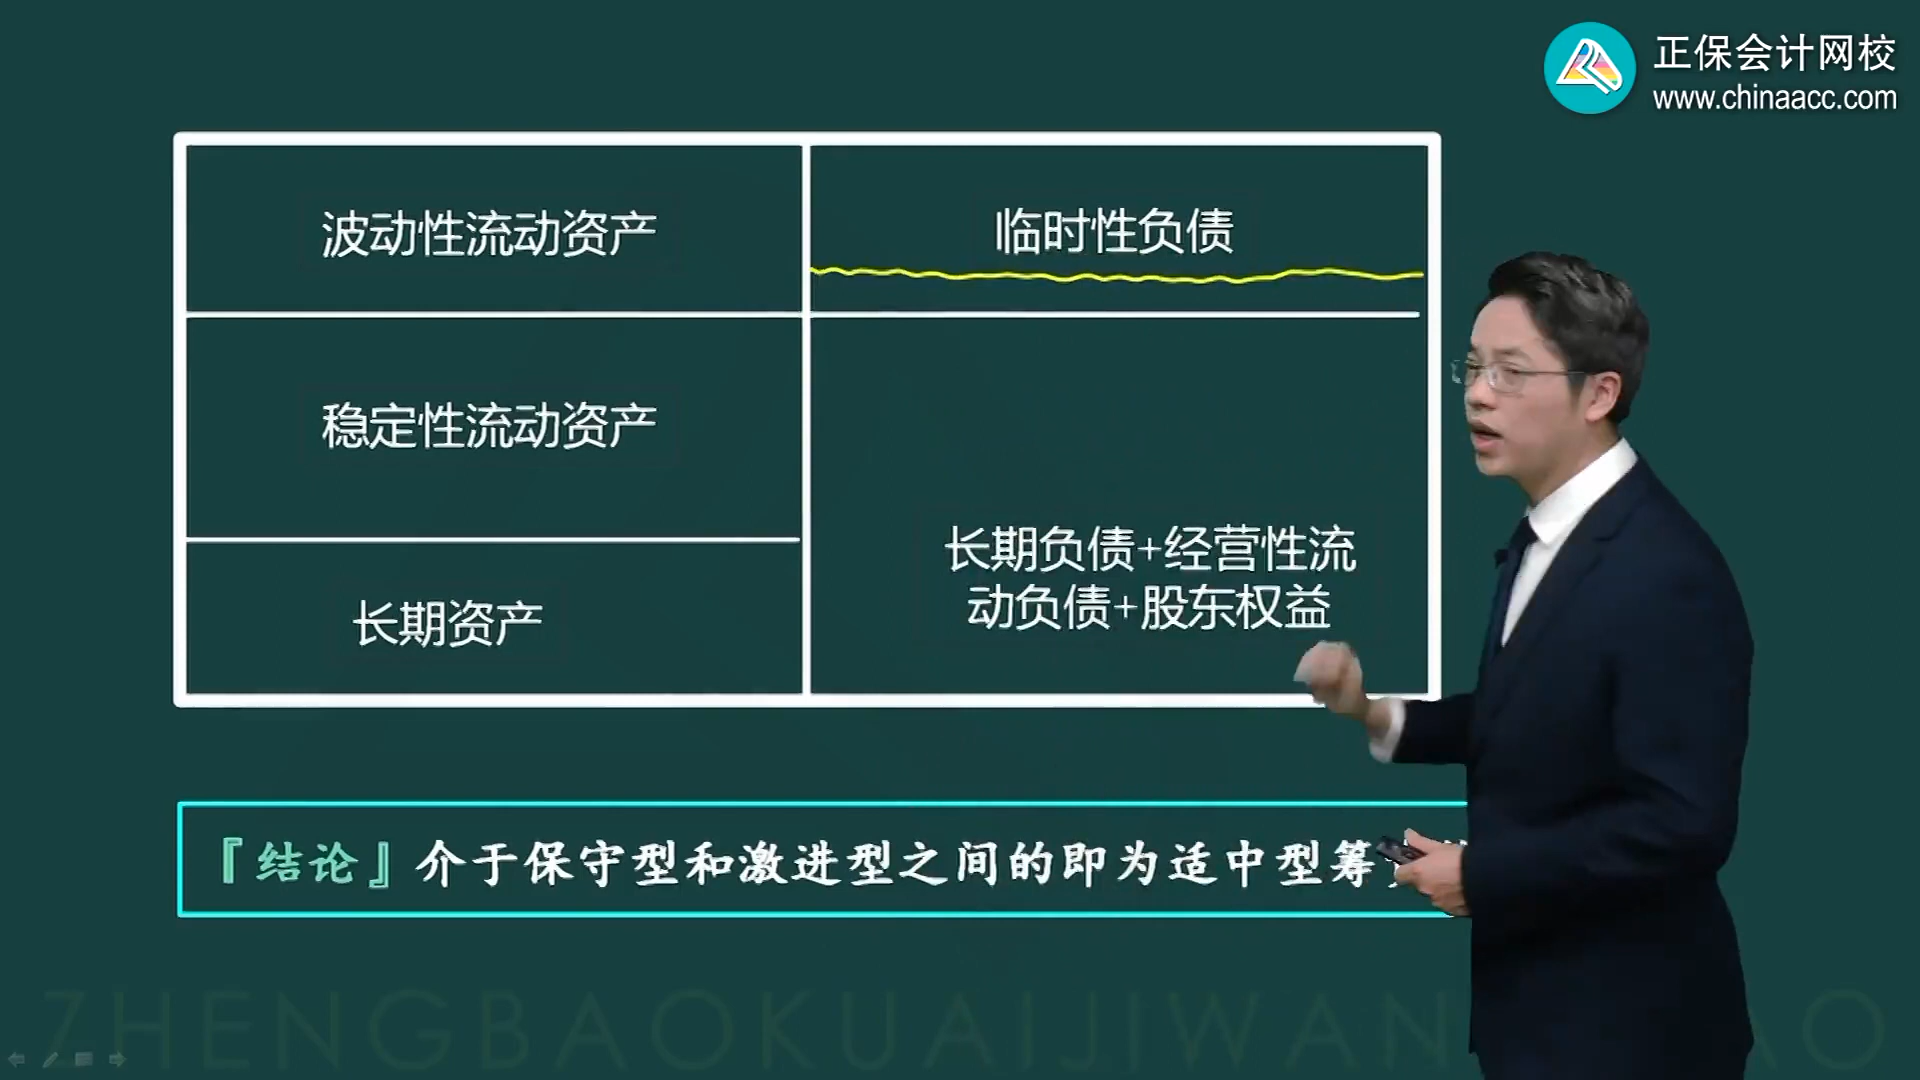 正保会计网校
www.chinaacc.com
波动性流动资产
临时性负债
稳定性流动资产
长期负债+经营性流
动负债+股东权益
长期资产
『结论』介于保守型和激进型之间的即为适中型筹
ZHENGBAOKUAIJIWAN
AO